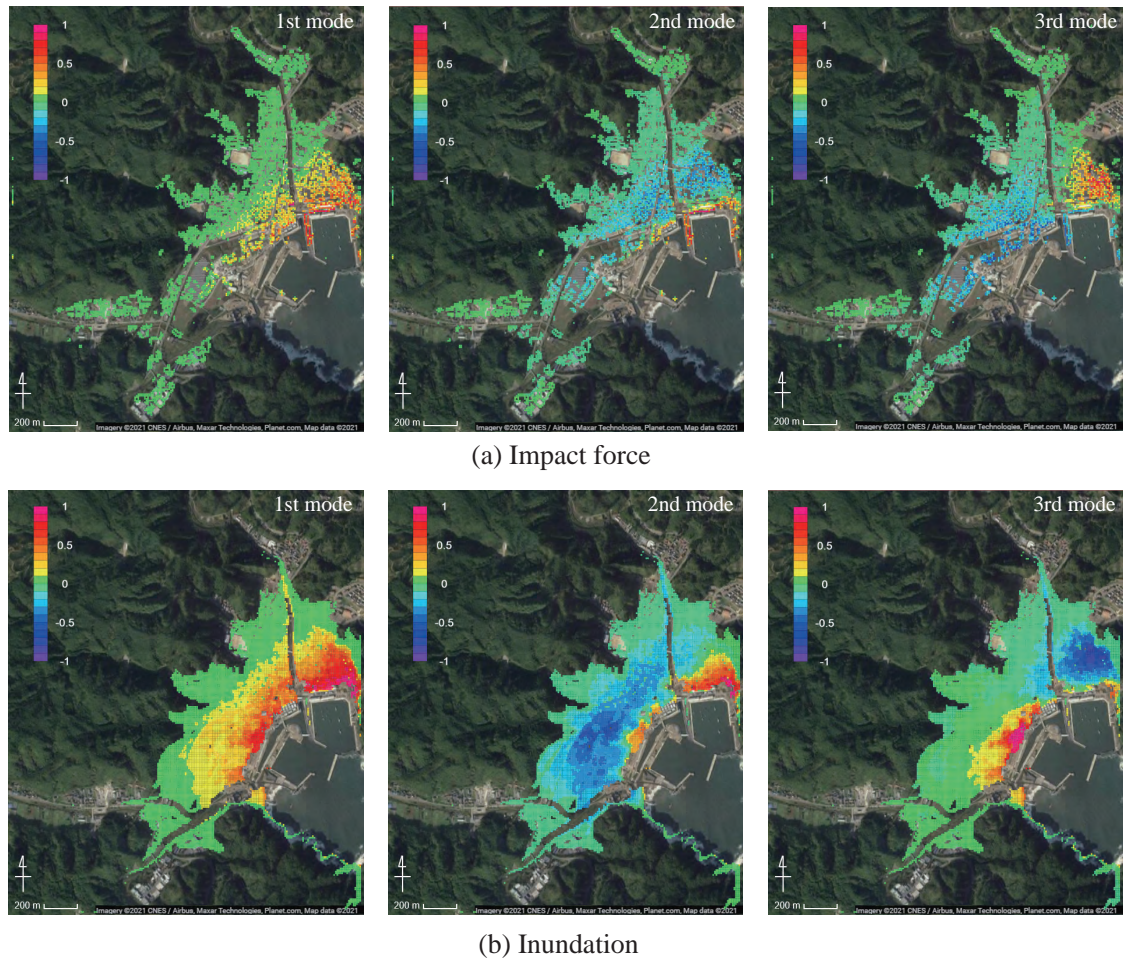 1st mode
1
0.5
0
-0.5
-1
200 m
Imagery ©2021 CNES / Airbus, Maxar Technologies, Planet.com, Map data ©2021
2nd mode
1
0.5
0
-0.5
-1
200 m
Imagery ©2021 CNES / Airbus, Maxar Technologies, Planet.com, Map data ©2021
3rd mode
1
0.5
0
-0.5
-1
200 m
Imagery ©2021 CNES / Airbus, Maxar Technologies, Planet.com, Map data ©2021
(a) Impact force
1st mode
1
0.5
0
-0.5
-1
200 m
Imagery ©2021 CNES / Airbus, Maxar Technologies, Planet.com, Map data ©2021
2nd mode
1
0.5
0
-0.5
-1
200 m
Imagery ©2021 CNES / Airbus, Maxar Technologies, Planet.com, Map data ©2021
3rd mode
1
0.5
0
-0.5
-1
200 m
Imagery ©2021 CNES / Airbus, Maxar Technologies, Planet.com, Map data ©2021
(b) Inundation